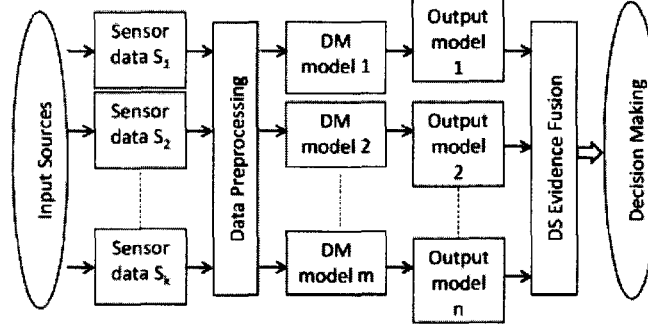 Input Sources
Sensor
data S1
Sensor
data S2
Sensor
data Sk
Data Preprocessing
DM
model 1
DM
model 2
DM
model m
Output
model
1
Output
model
2
Output
model
n
DS Evidence Fusion
Decision Making